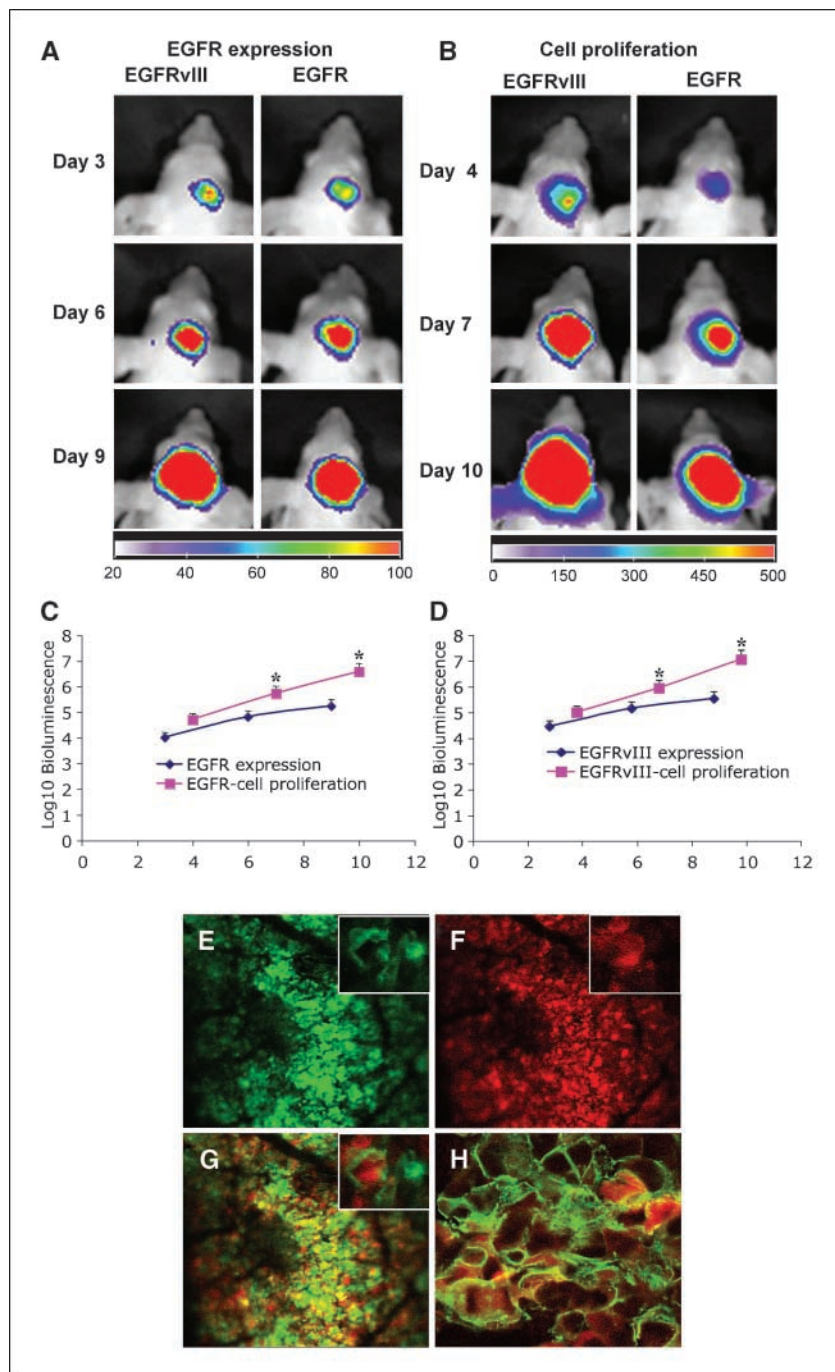 A EGFR expression
EGFRvIII EGFR
Day 3
Day 6
Day 9
20 40 60 80 100
B Cell proliferation
EGFRvIII EGFR
Day 4
Day 7
Day 10
0 150 300 450 500
C
Log10 Bioluminescence
8
7
6
5
4
3
2
1
0
* *
EGFR expression
EGFR-cell proliferation
0 2 4 6 8 10 12
D
Log10 Bioluminescence
8
7
6
5
4
3
2
1
0
* *
EGFRvIII expression
EGFRvIII-cell proliferation
0 2 4 6 8 10 12
E
F
G
H